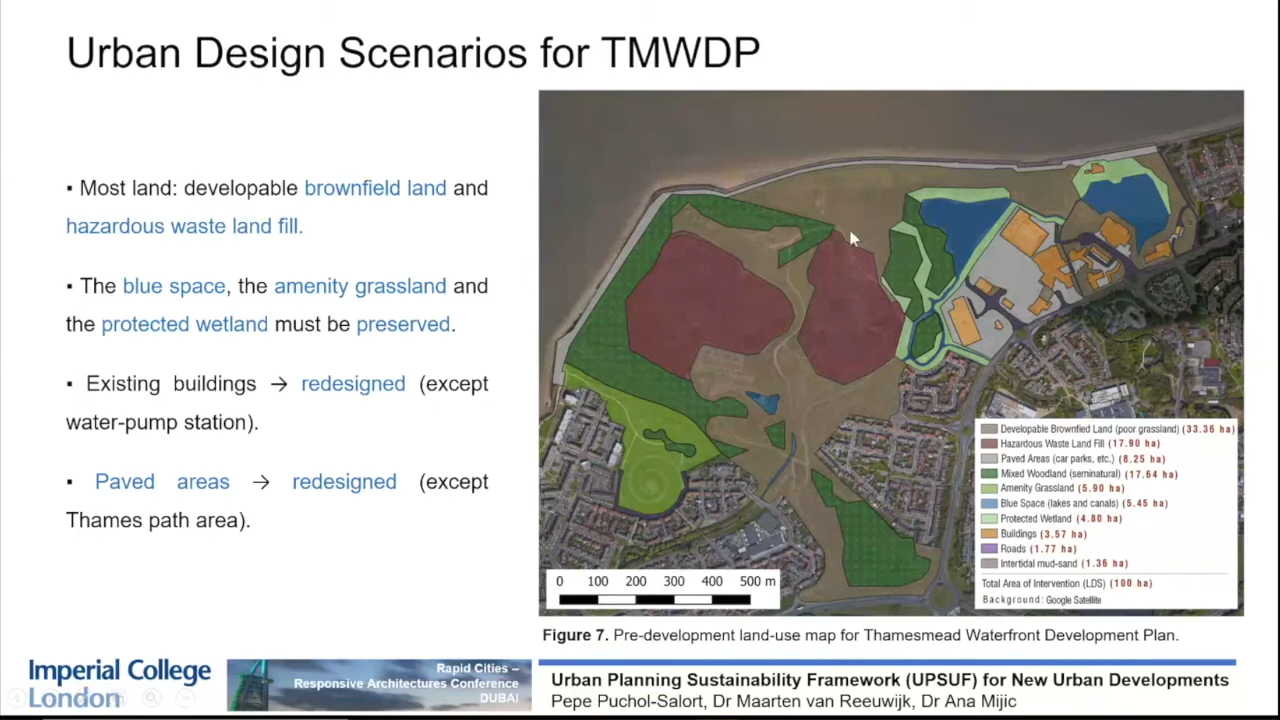 Urban Design Scenarios for TMWDP
▪ Most land: developable brownfield land and
hazardous waste land fill.
▪ The blue space, the amenity grassland and
the protected wetland must be preserved.
▪ Existing buildings → redesigned (except
water-pump station).
▪ Paved areas → redesigned (except
Thames path area).
Developable Brownfied Land (poor grassland) (33.36 ha)
Hazardous Waste Land Fill (17.90 ha)
Paved Areas (car parks, etc.) (8.25 ha)
Mixed Woodland (seminatural) (17.64 ha)
Amenity Grassland (5.90 ha)
Blue Space (lakes and canals) (5.45 ha)
Protected Wetland (4.80 ha)
Buildings (3.57 ha)
Roads (1.77 ha)
Intertidal mud-sand (1.36 ha)
Total Area of Intervention (LDS) (100 ha)
Background: Google Satellite
0 100 200 300 400 500 m
Figure 7. Pre-development land-use map for Thamesmead Waterfront Development Plan.
Imperial College
London
Rapid Cities –
Responsive Architectures Conference
DUBAI
Urban Planning Sustainability Framework (UPSUF) for New Urban Developments
Pepe Puchol-Salort, Dr Maarten van Reeuwijk, Dr Ana Mijic